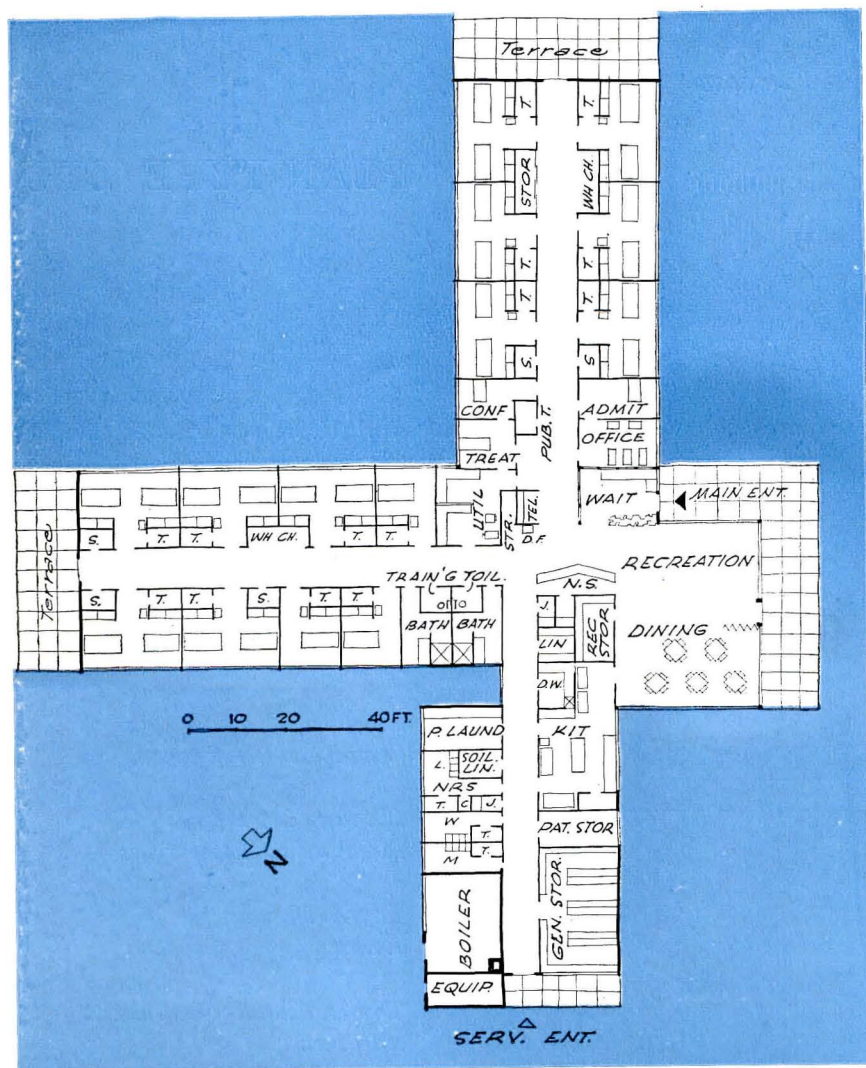 Terrace
T. T.
STOR WH CH.
T. T.
T. T.
S. S
CONF PUB.T. ADMIT
OFFICE
TREAT
UTIL STR. TEL. WAIT MAIN ENT.
D.F.
S. T. T. WH CH. T. T.
Terrace
RECREATION
TRAIN'G TOIL. N.S.
S. T. T. S. T. T.
BATH BATH J. REC STOR DINING
LIN
D.W.
0 10 20 40 FT.
P. LAUND KIT
L. SOIL. LIN.
NRS
T. C J.
W T. PAT. STOR
M T.
N
BOILER GEN. STOR.
EQUIP.
SERV. ENT.